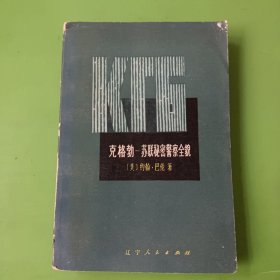 КГБ
克格勃—苏联秘密警察全貌
〔美〕约翰·巴伦 著
辽宁人民出版社